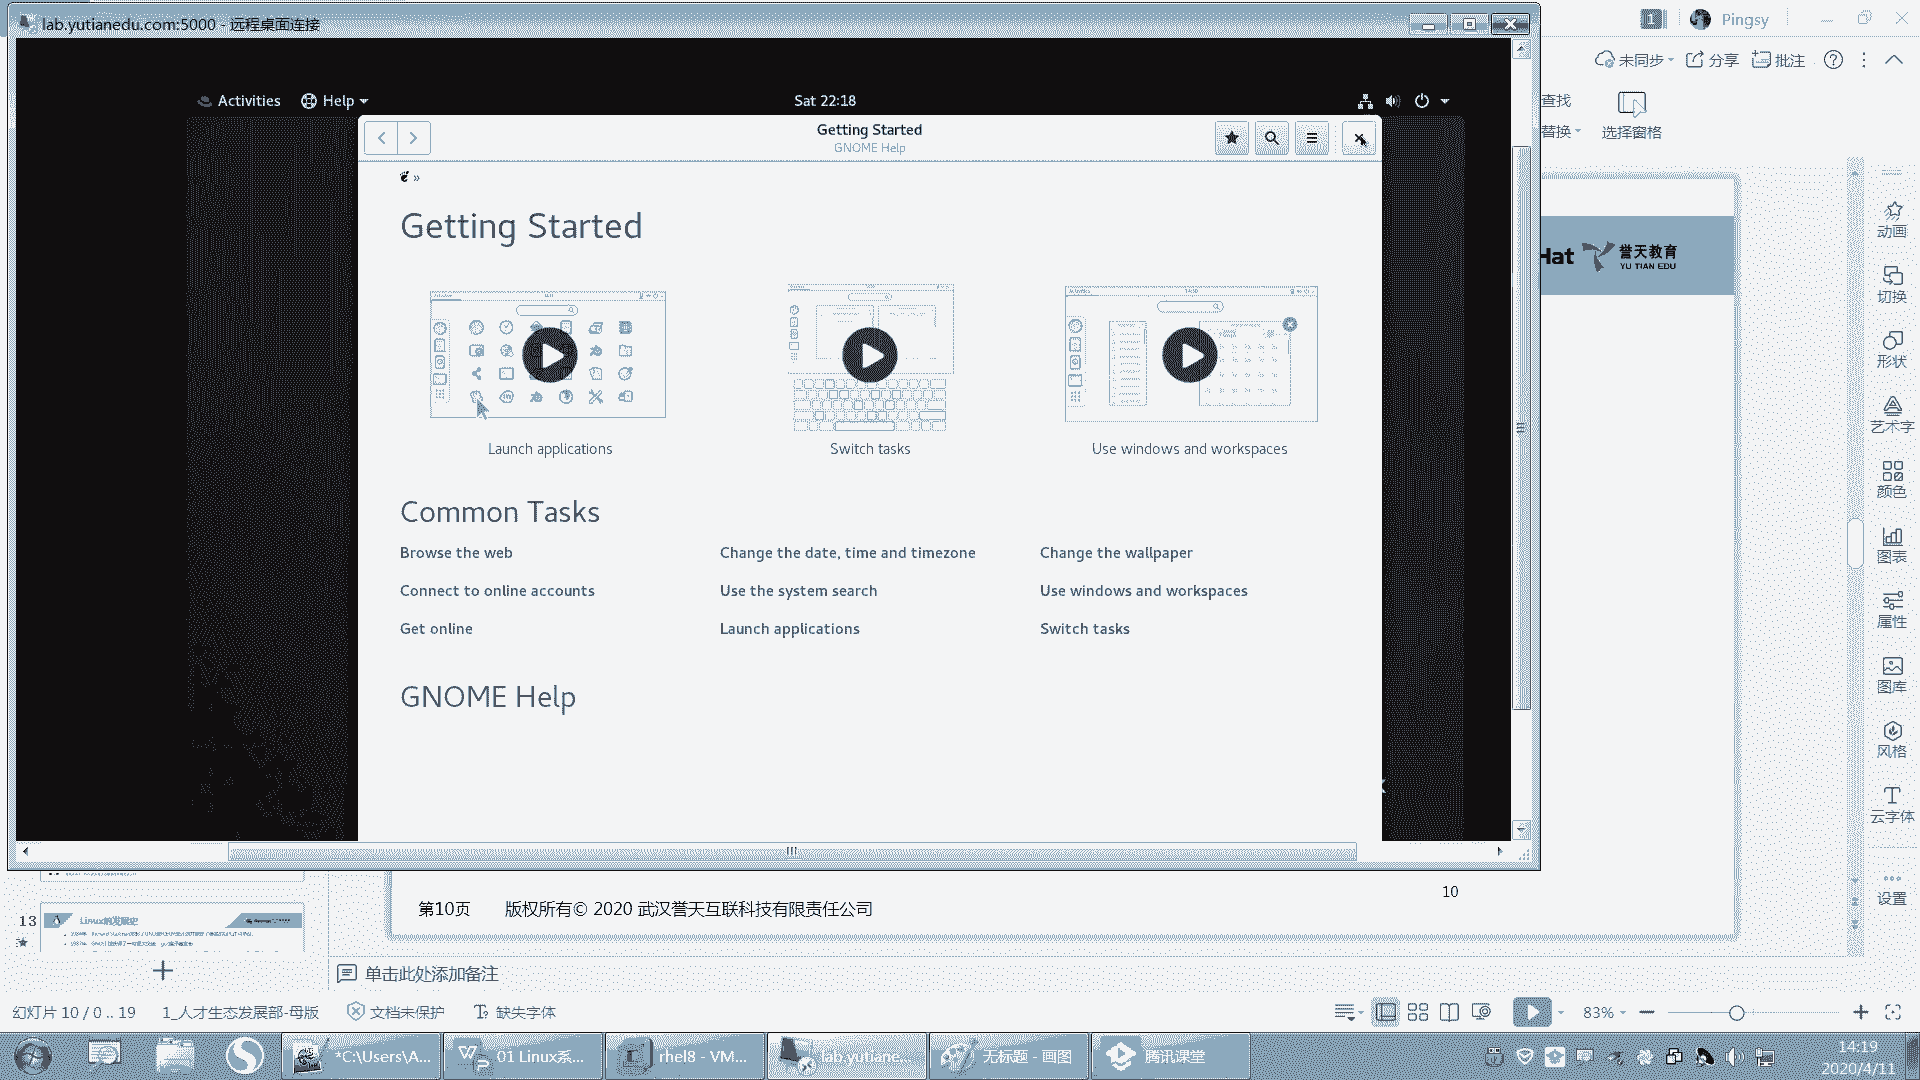 lab.yutianedu.com:5000 - 远程桌面连接
Pingsy
未同步
分享
批注
查找
替换
选择窗格
Activities
Help
Sat 22:18
Getting Started
GNOME Help
»
Getting Started
Launch applications
Switch tasks
Use windows and workspaces
Common Tasks
Browse the web
Change the date, time and timezone
Change the wallpaper
Connect to online accounts
Use the system search
Use windows and workspaces
Get online
Launch applications
Switch tasks
GNOME Help
Hat
誉天教育
YU TIAN EDU
动画
切换
形状
艺术字
颜色
图表
属性
图库
风格
云字体
设置
10
第10页 版权所有© 2020 武汉誉天互联科技有限责任公司
13
Linux的发展史
单击此处添加备注
幻灯片 10 / 0 .. 19
1_人才生态发展部-母版
文档未保护
缺失字体
83%
*C:\Users\A...
01 Linux系...
rhel8 - VM...
lab.yutiane...
无标题 - 画图
腾讯课堂
14:19
2020/4/11